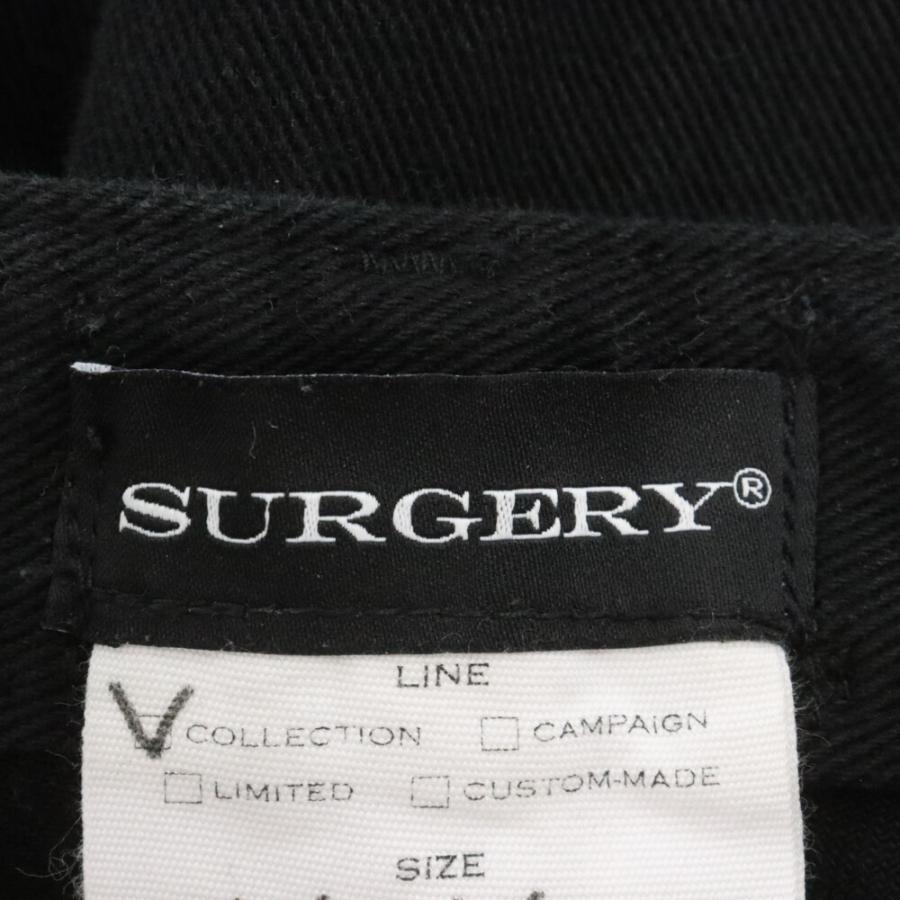 SURGERY®
LINE
COLLECTION CAMPAiGN
LIMITED CUSTOM-MADE
SIZE